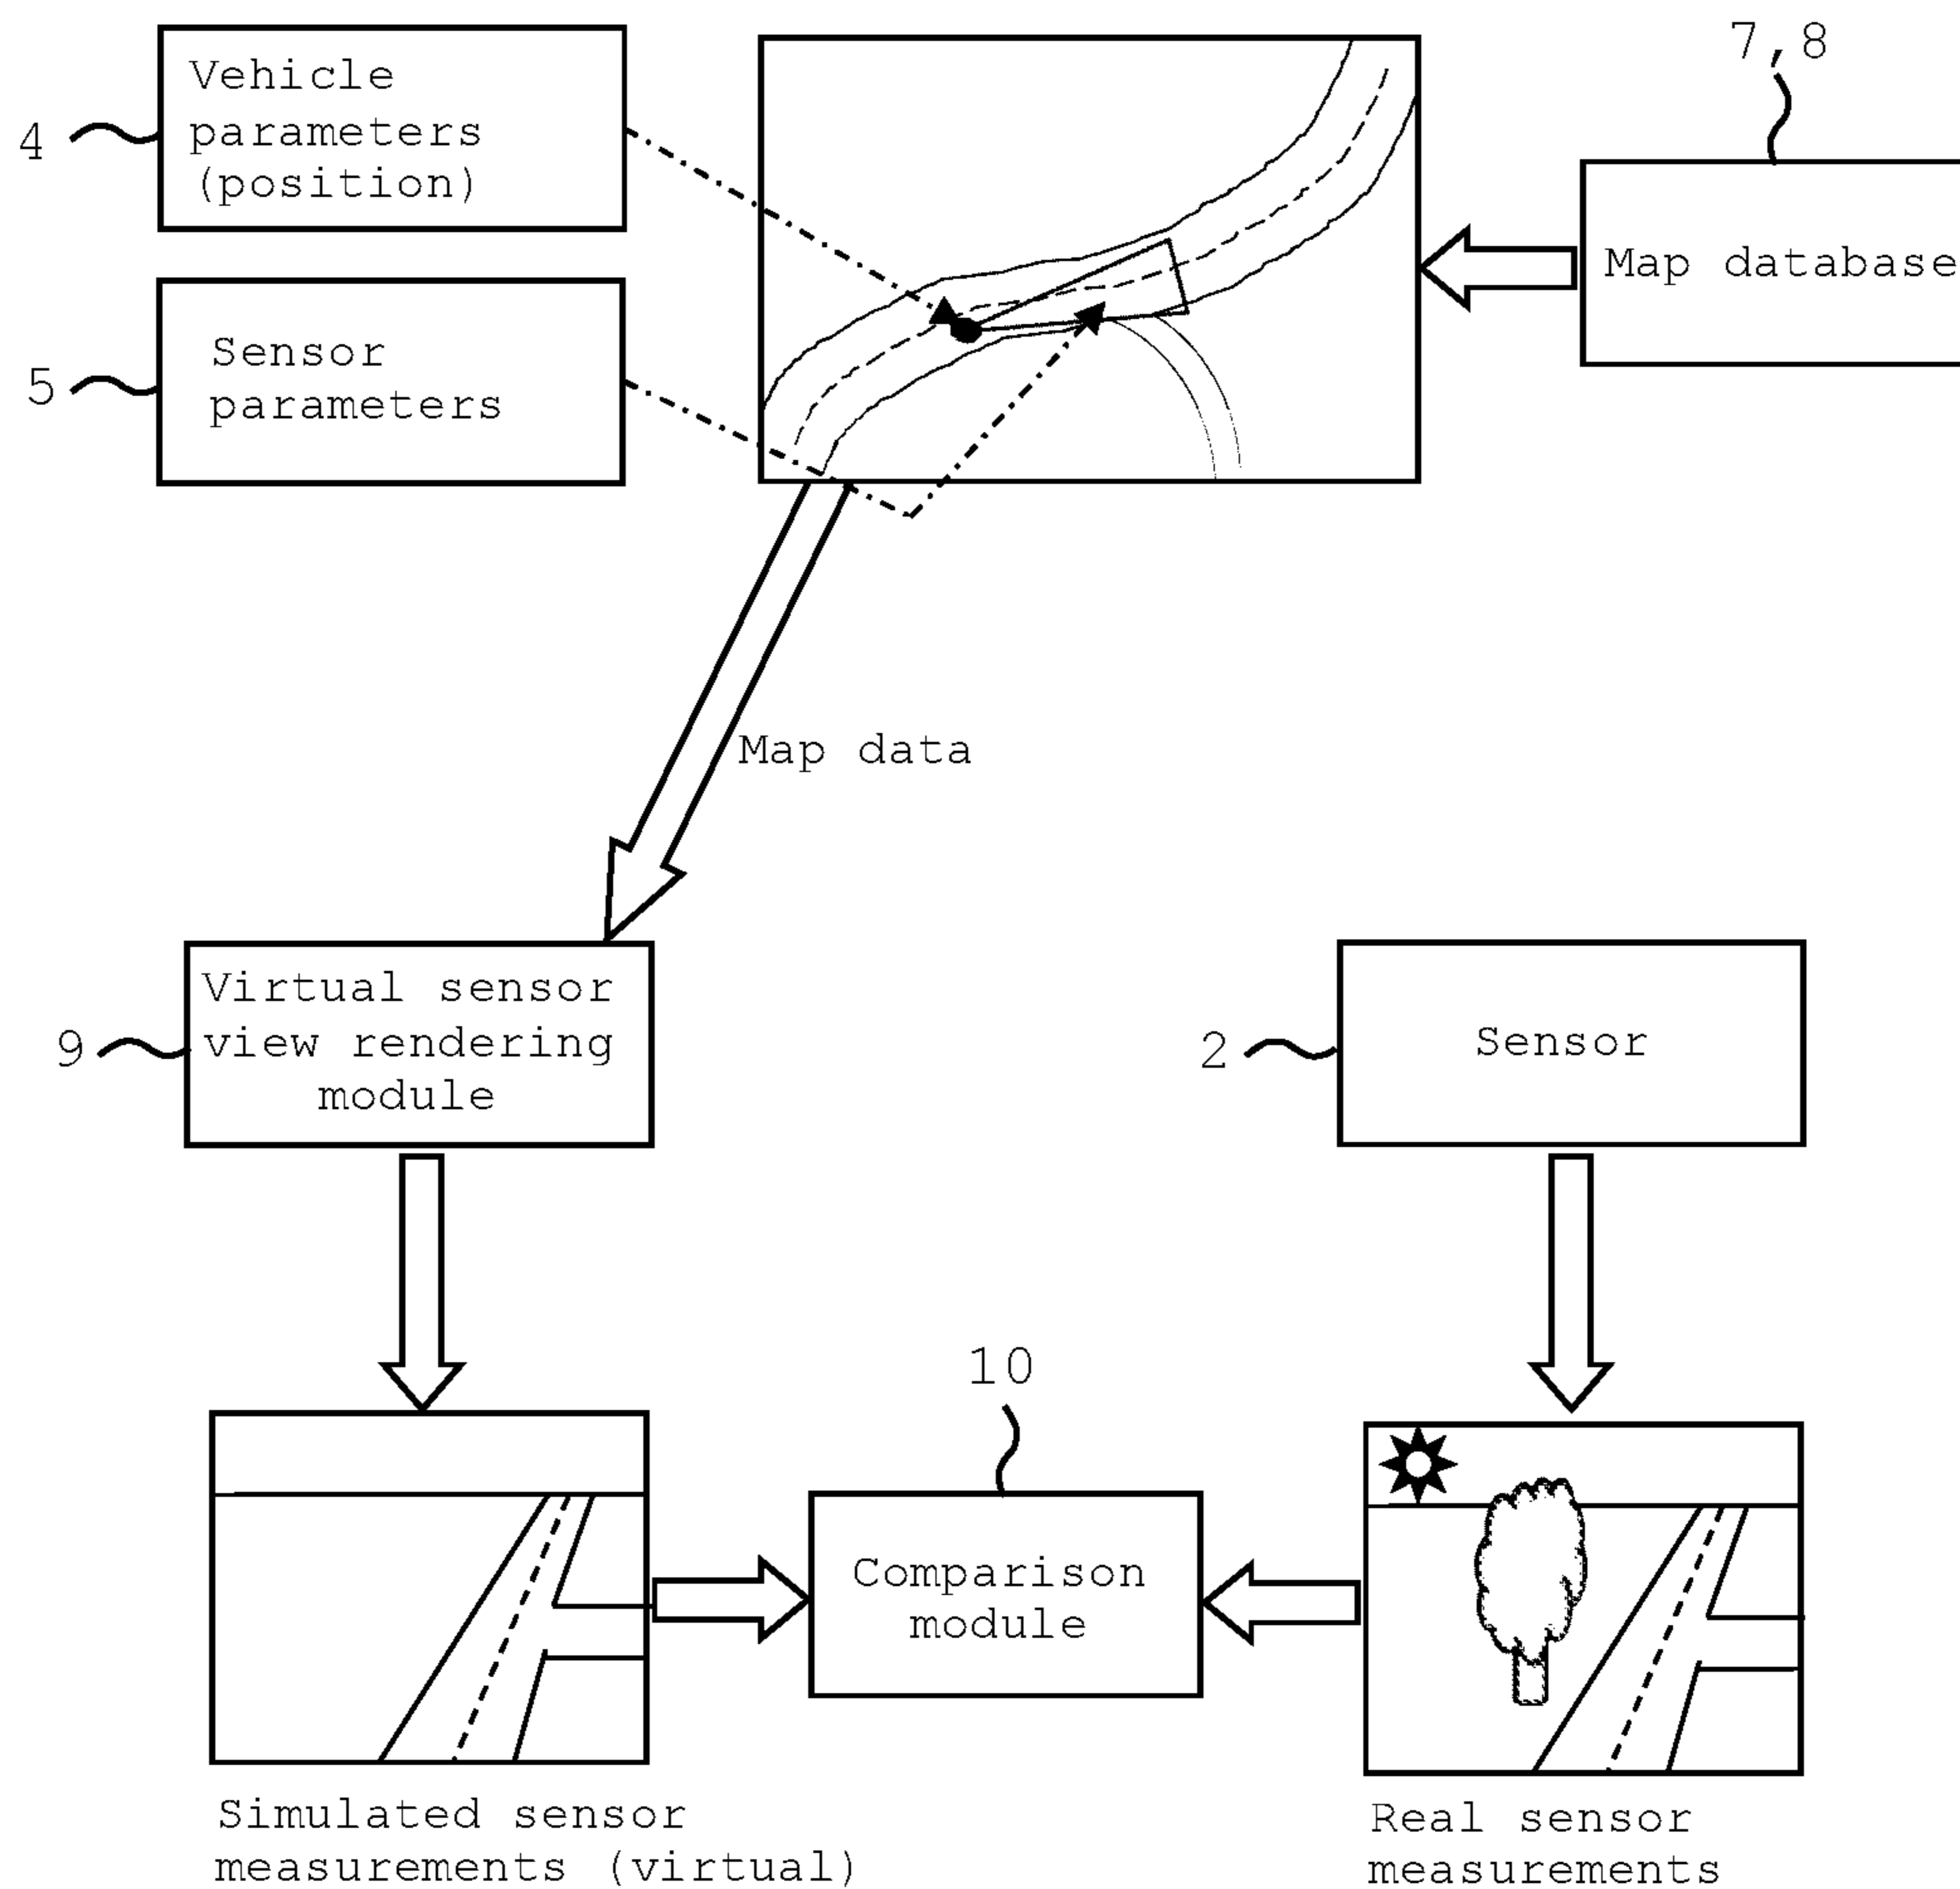 Vehicle
parameters
(position)
4
7,8
Map database
Sensor
parameters
5
Map data
Virtual sensor
view rendering
module
9
Sensor
2
10
Comparison
module
Simulated sensor
measurements (virtual)
Real sensor
measurements